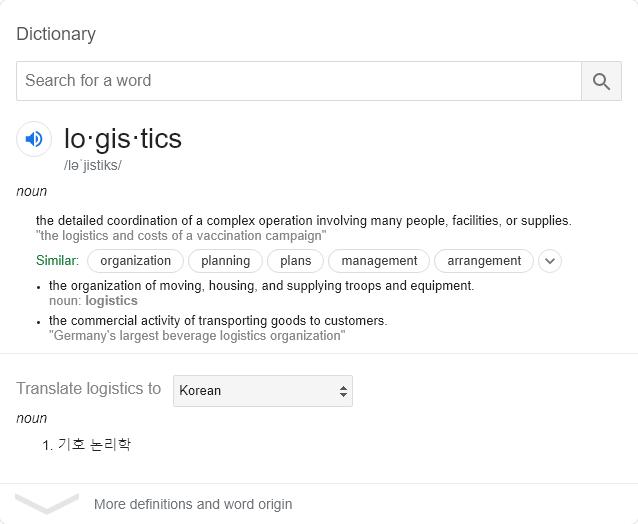 Dictionary
Search for a word
lo·gis·tics
/ləˈjistiks/
noun
the detailed coordination of a complex operation involving many people, facilities, or supplies.
"the logistics and costs of a vaccination campaign"
Similar: organization planning plans management arrangement
• the organization of moving, housing, and supplying troops and equipment.
noun: logistics
• the commercial activity of transporting goods to customers.
"Germany's largest beverage logistics organization"
Translate logistics to Korean
noun
1. 기호 논리학
More definitions and word origin